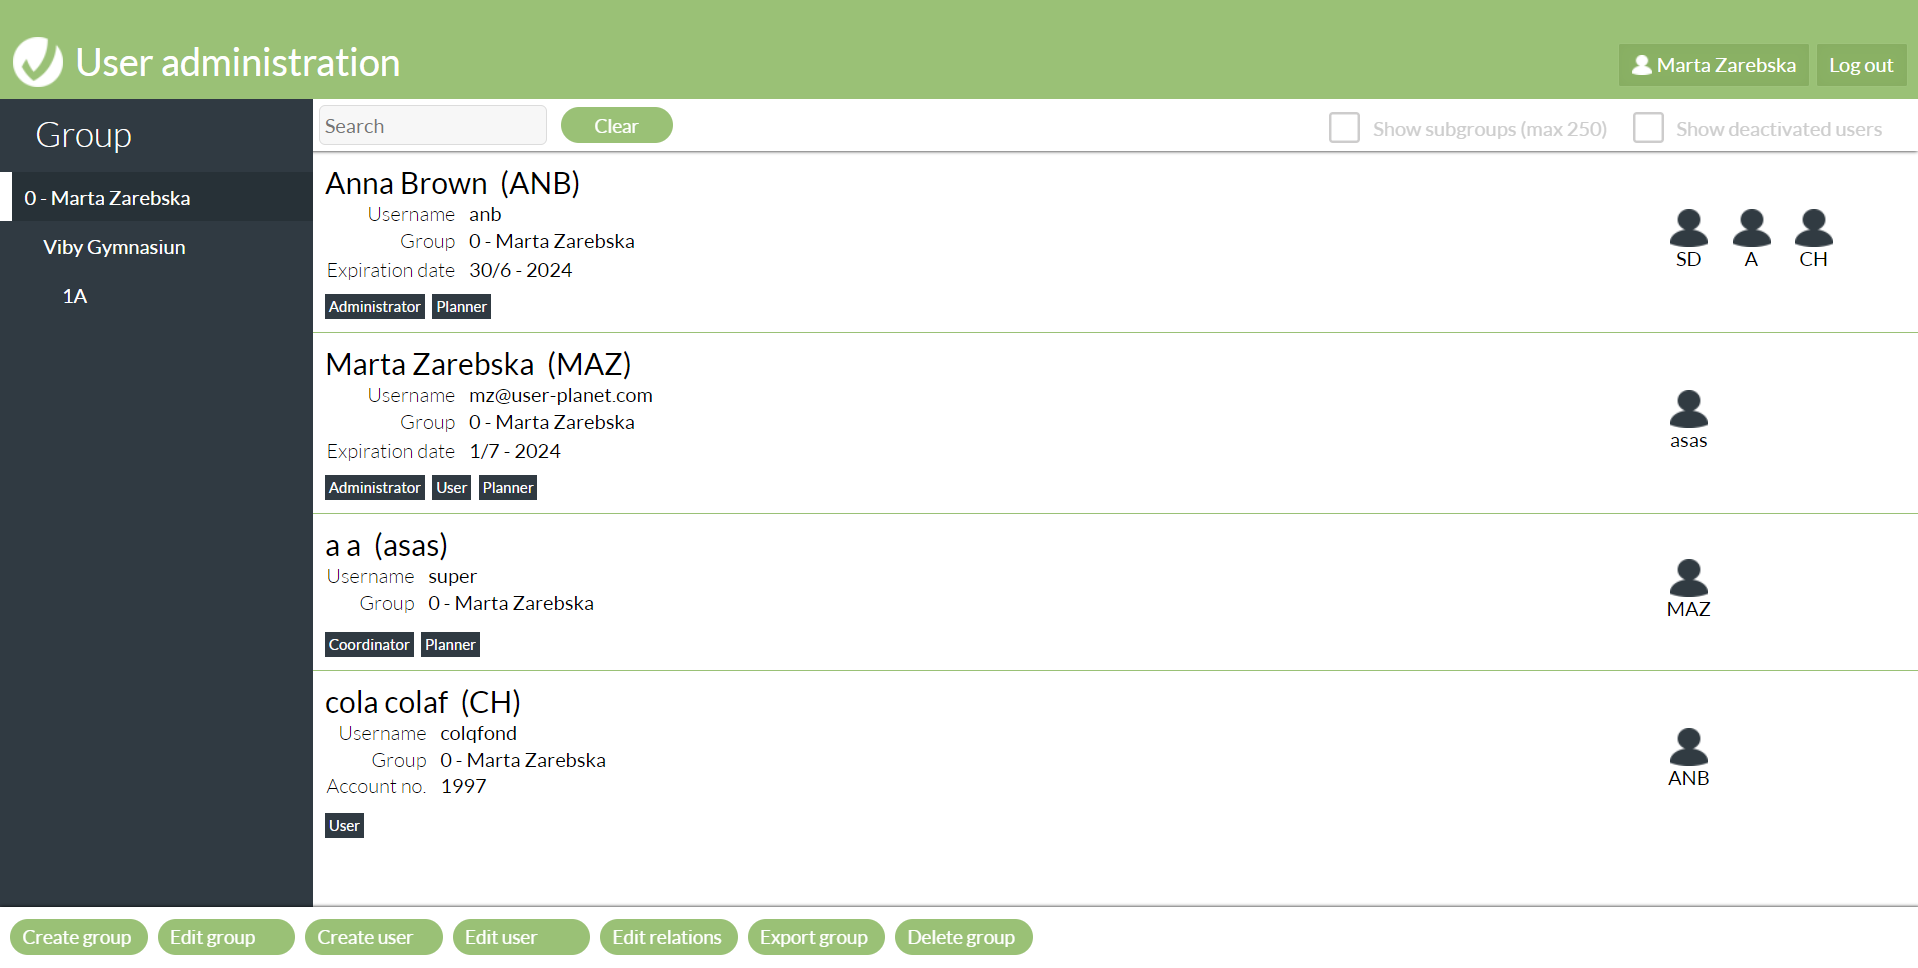 User administration
Marta Zarebska
Log out
Group
0 - Marta Zarebska
Viby Gymnasiun
1A
Search
Clear
Show subgroups (max 250)
Show deactivated users
Anna Brown (ANB)
Username anb
Group 0 - Marta Zarebska
Expiration date 30/6 - 2024
Administrator Planner
SD A CH
Marta Zarebska (MAZ)
Username mz@user-planet.com
Group 0 - Marta Zarebska
Expiration date 1/7 - 2024
Administrator User Planner
asas
a a (asas)
Username super
Group 0 - Marta Zarebska
Coordinator Planner
MAZ
cola colaf (CH)
Username colqfond
Group 0 - Marta Zarebska
Account no. 1997
User
ANB
Create group Edit group Create user Edit user Edit relations Export group Delete group